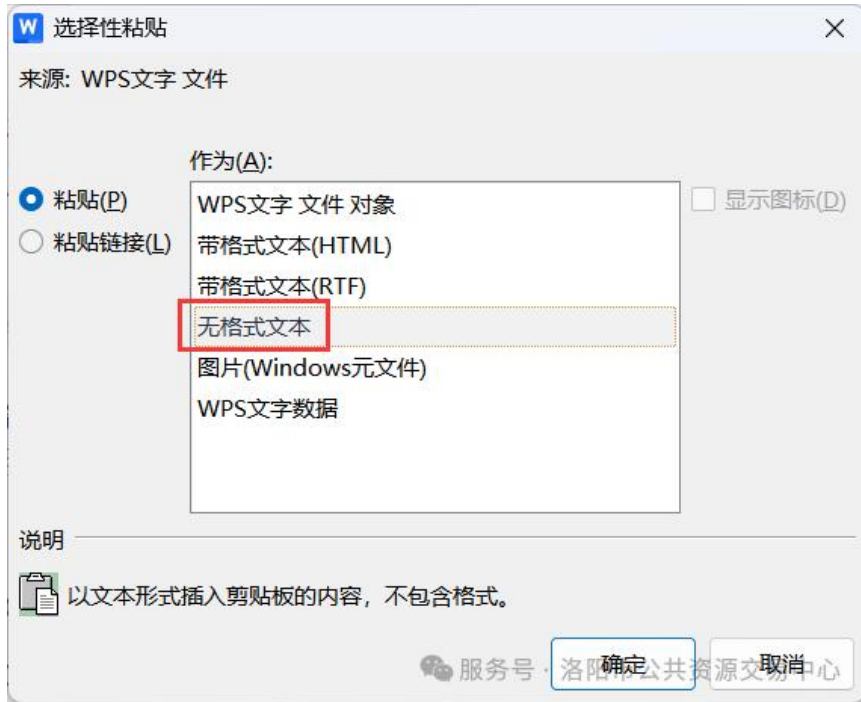 W 选择性粘贴
来源: WPS文字 文件
作为(A):
粘贴(P)
粘贴链接(L)
WPS文字 文件 对象
带格式文本(HTML)
带格式文本(RTF)
无格式文本
图片(Windows元文件)
WPS文字数据
显示图标(D)
说明
以文本形式插入剪贴板的内容，不包含格式。
确定
取消
服务号 · 洛阳市公共资源交易中心